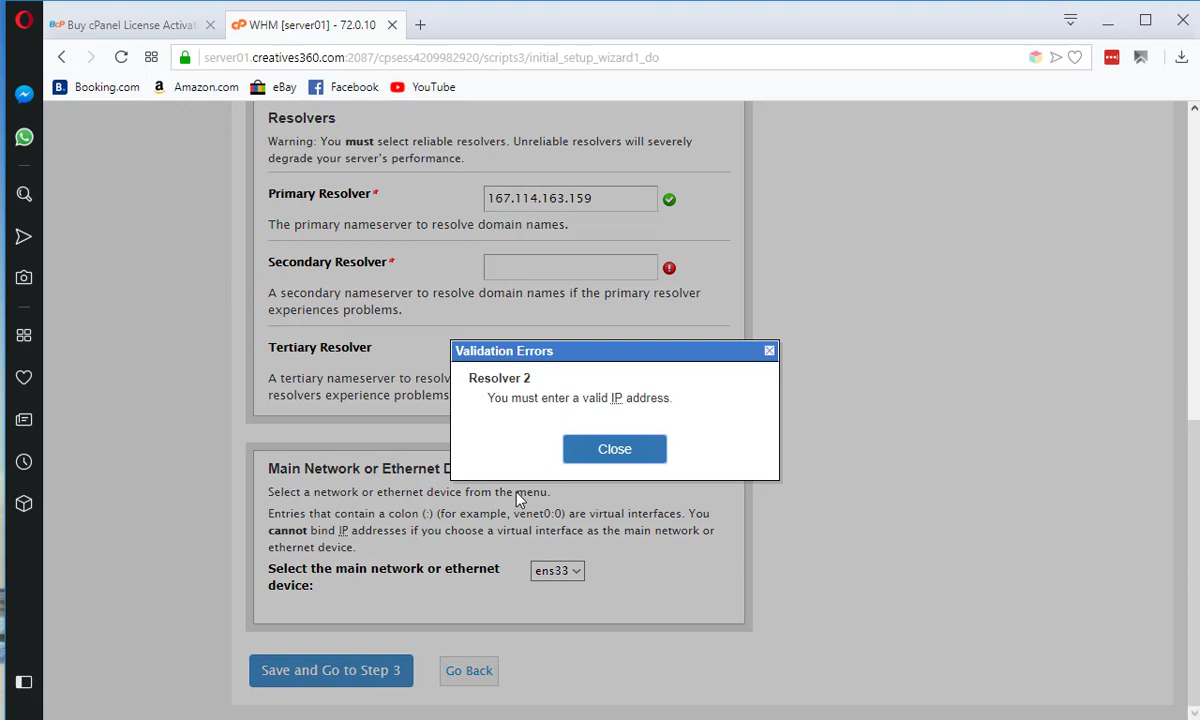 BcP Buy cPanel License Activat
cP WHM [server01] - 72.0.10
server01.creatives360.com:2087/cpsess4209982920/scripts3/initial_setup_wizard1_do
B. Booking.com
a Amazon.com
eBay
f Facebook
YouTube
Resolvers
Warning: You must select reliable resolvers. Unreliable resolvers will severely
degrade your server's performance.
Primary Resolver*
167.114.163.159
The primary nameserver to resolve domain names.
Secondary Resolver*
A secondary nameserver to resolve domain names if the primary resolver
experiences problems.
Tertiary Resolver
A tertiary nameserver to resolv
resolvers experience problems
Validation Errors
Resolver 2
You must enter a valid IP address.
Close
Main Network or Ethernet D
Select a network or ethernet device from the menu.
Entries that contain a colon (:) (for example, venet0:0) are virtual interfaces. You
cannot bind IP addresses if you choose a virtual interface as the main network or
ethernet device.
Select the main network or ethernet
device:
ens33
Save and Go to Step 3
Go Back